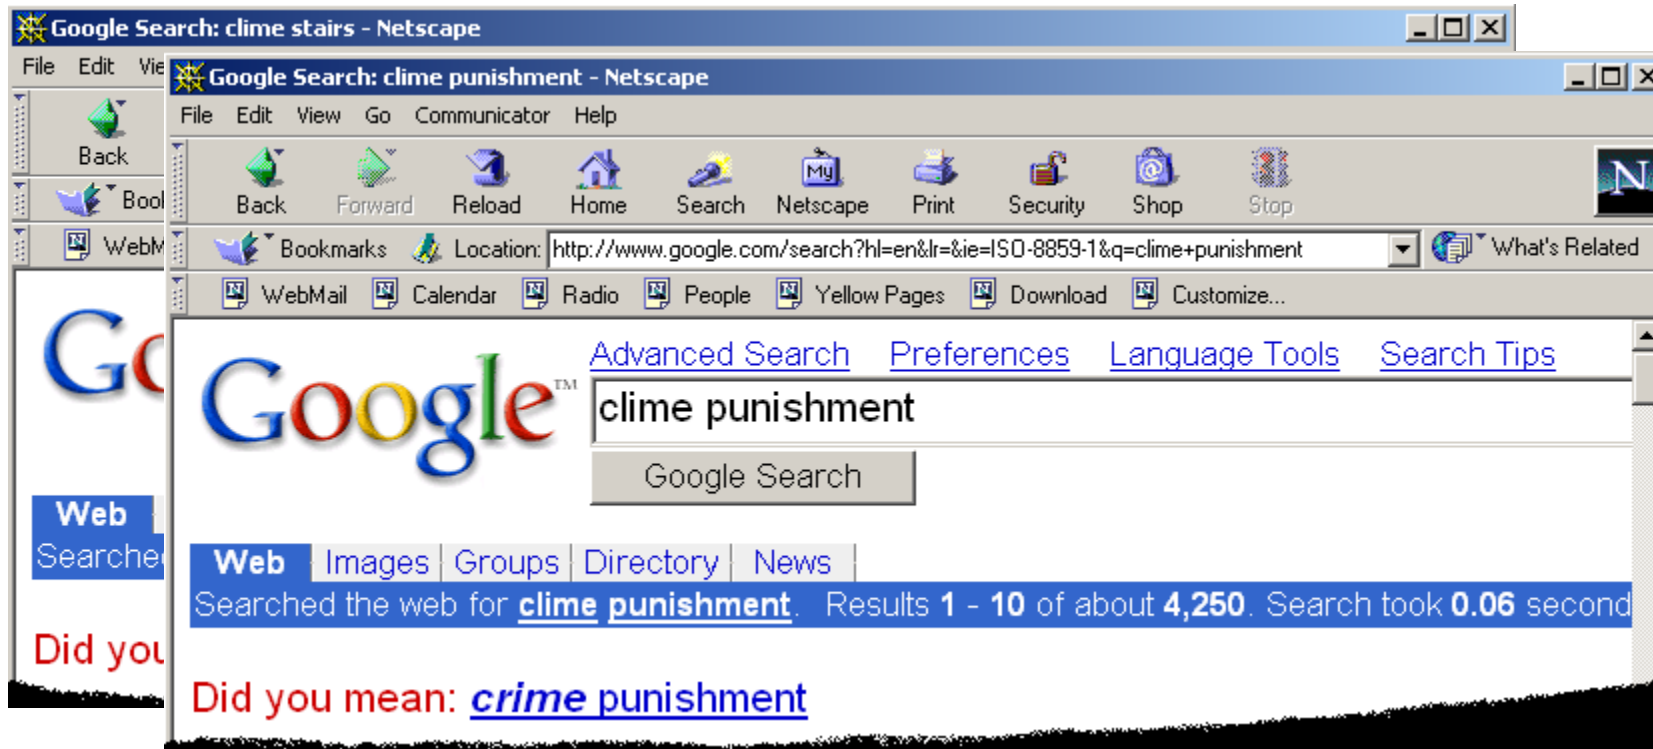 Google Search: clime stairs - Netscape
File Edit Vie
Back
Book
WebM
Go
Web
Searched
Did you
Google Search: clime punishment - Netscape
File Edit View Go Communicator Help
My
N
Back Forward Reload Home Search Netscape Print Security Shop Stop
Bookmarks Location: http://www.google.com/search?hl=en&lr=&ie=ISO-8859-1&q=clime+punishment What's Related
WebMail Calendar Radio People Yellow Pages Download Customize...
Advanced Search Preferences Language Tools Search Tips
Google™ clime punishment
Google Search
Web Images Groups Directory News
Searched the web for clime punishment. Results 1 - 10 of about 4,250. Search took 0.06 second
Did you mean: crime punishment